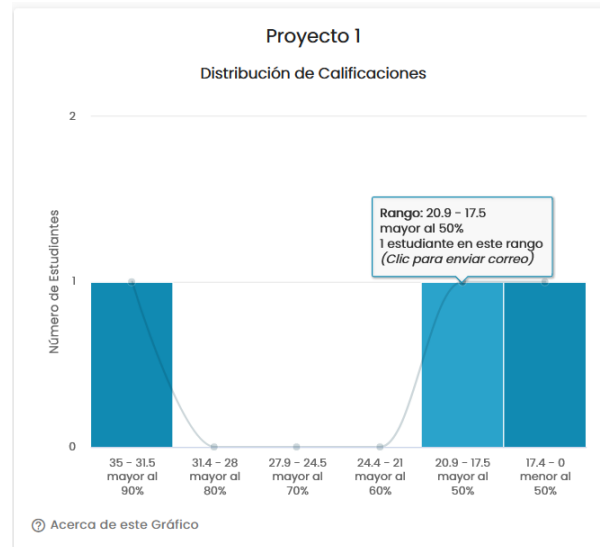 Proyecto 1
Distribución de Calificaciones
Número de Estudiantes
2
1
0
Rango: 20.9 - 17.5
mayor al 50%
1 estudiante en este rango
(Clic para enviar correo)
35 - 31.5
mayor al
90%
31.4 - 28
mayor al
80%
27.9 - 24.5
mayor al
70%
24.4 - 21
mayor al
60%
20.9 - 17.5
mayor al
50%
17.4 - 0
menor al
50%
? Acerca de este Gráfico